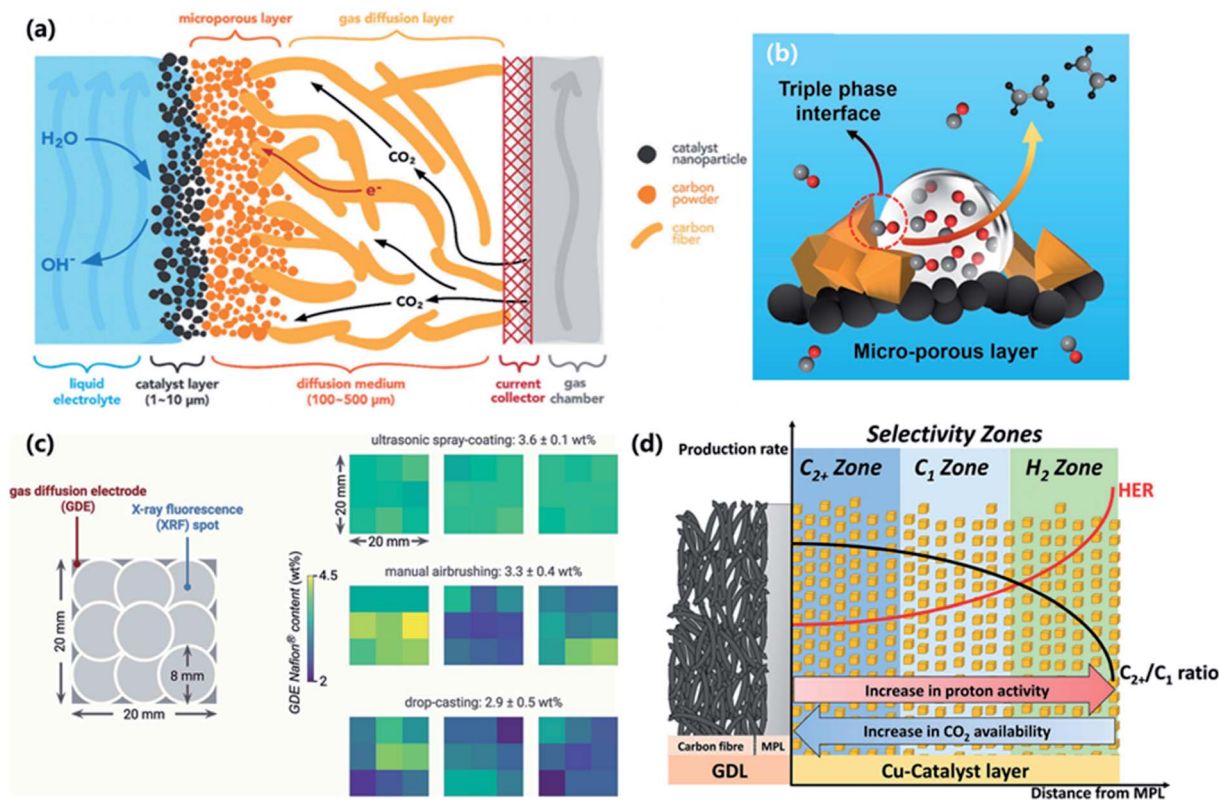 (a)
microporous layer
gas diffusion layer
H₂O
OH⁻
CO₂
e⁻
CO₂
catalyst
nanoparticle
carbon
powder
carbon
fiber
liquid
electrolyte
catalyst layer
(1~10 μm)
diffusion medium
(100~500 μm)
current
collector
gas
chamber
(b)
Triple phase
interface
Micro-porous layer
(c)
gas diffusion electrode
(GDE)
X-ray fluorescence
(XRF) spot
20 mm
8 mm
20 mm
GDE Nafion® content (wt%)
4.5
2
ultrasonic spray-coating: 3.6 ± 0.1 wt%
20 mm
20 mm
manual airbrushing: 3.3 ± 0.4 wt%
drop-casting: 2.9 ± 0.5 wt%
(d)
Production rate
Selectivity Zones
C₂₊ Zone
C₁ Zone
H₂ Zone
HER
C₂₊/C₁ ratio
Increase in proton activity
Increase in CO₂ availability
Carbon fibre
MPL
GDL
Cu-Catalyst layer
Distance from MPL